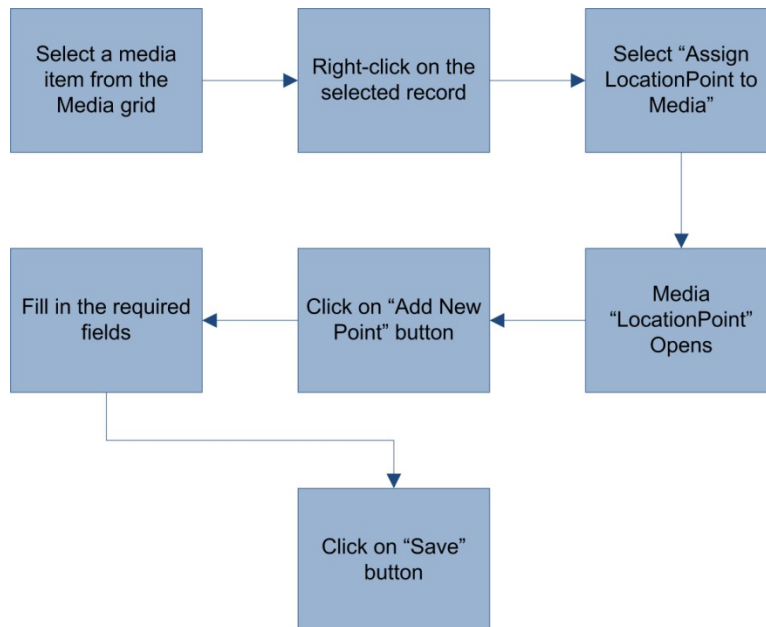 Select a media
item from the
Media grid
Right-click on the
selected record
Select “Assign
LocationPoint to
Media”
Media
“LocationPoint”
Opens
Click on “Add New
Point” button
Fill in the required
fields
Click on “Save”
button